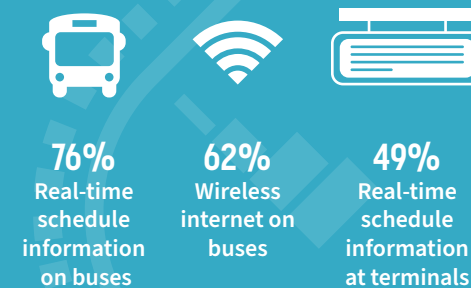 76%
Real-time
schedule
information
on buses
62%
Wireless
internet on
buses
49%
Real-time
schedule
information
at terminals